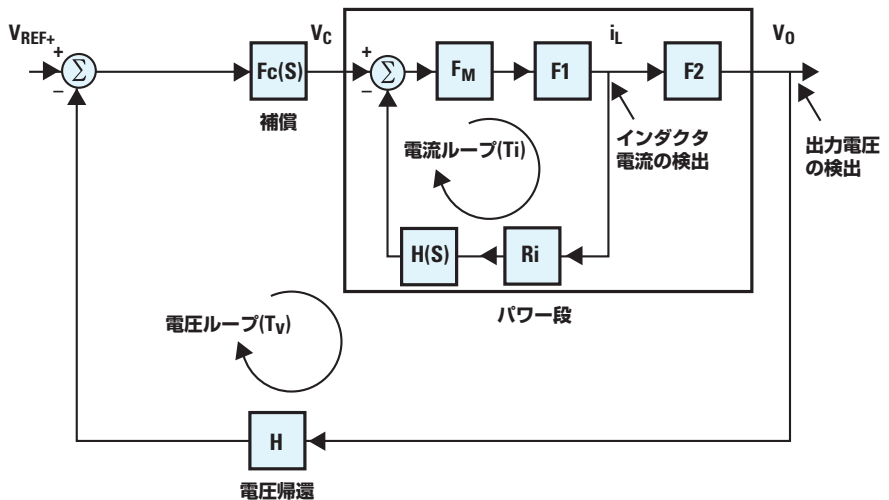 VREF+
+
Σ
−
Fc(S)
補償
VC
+
Σ
−
FM
F1
iL
F2
VO
電流ループ(Ti)
インダクタ
電流の検出
出力電圧
の検出
H(S)
Ri
パワー段
電圧ループ(TV)
H
電圧帰還